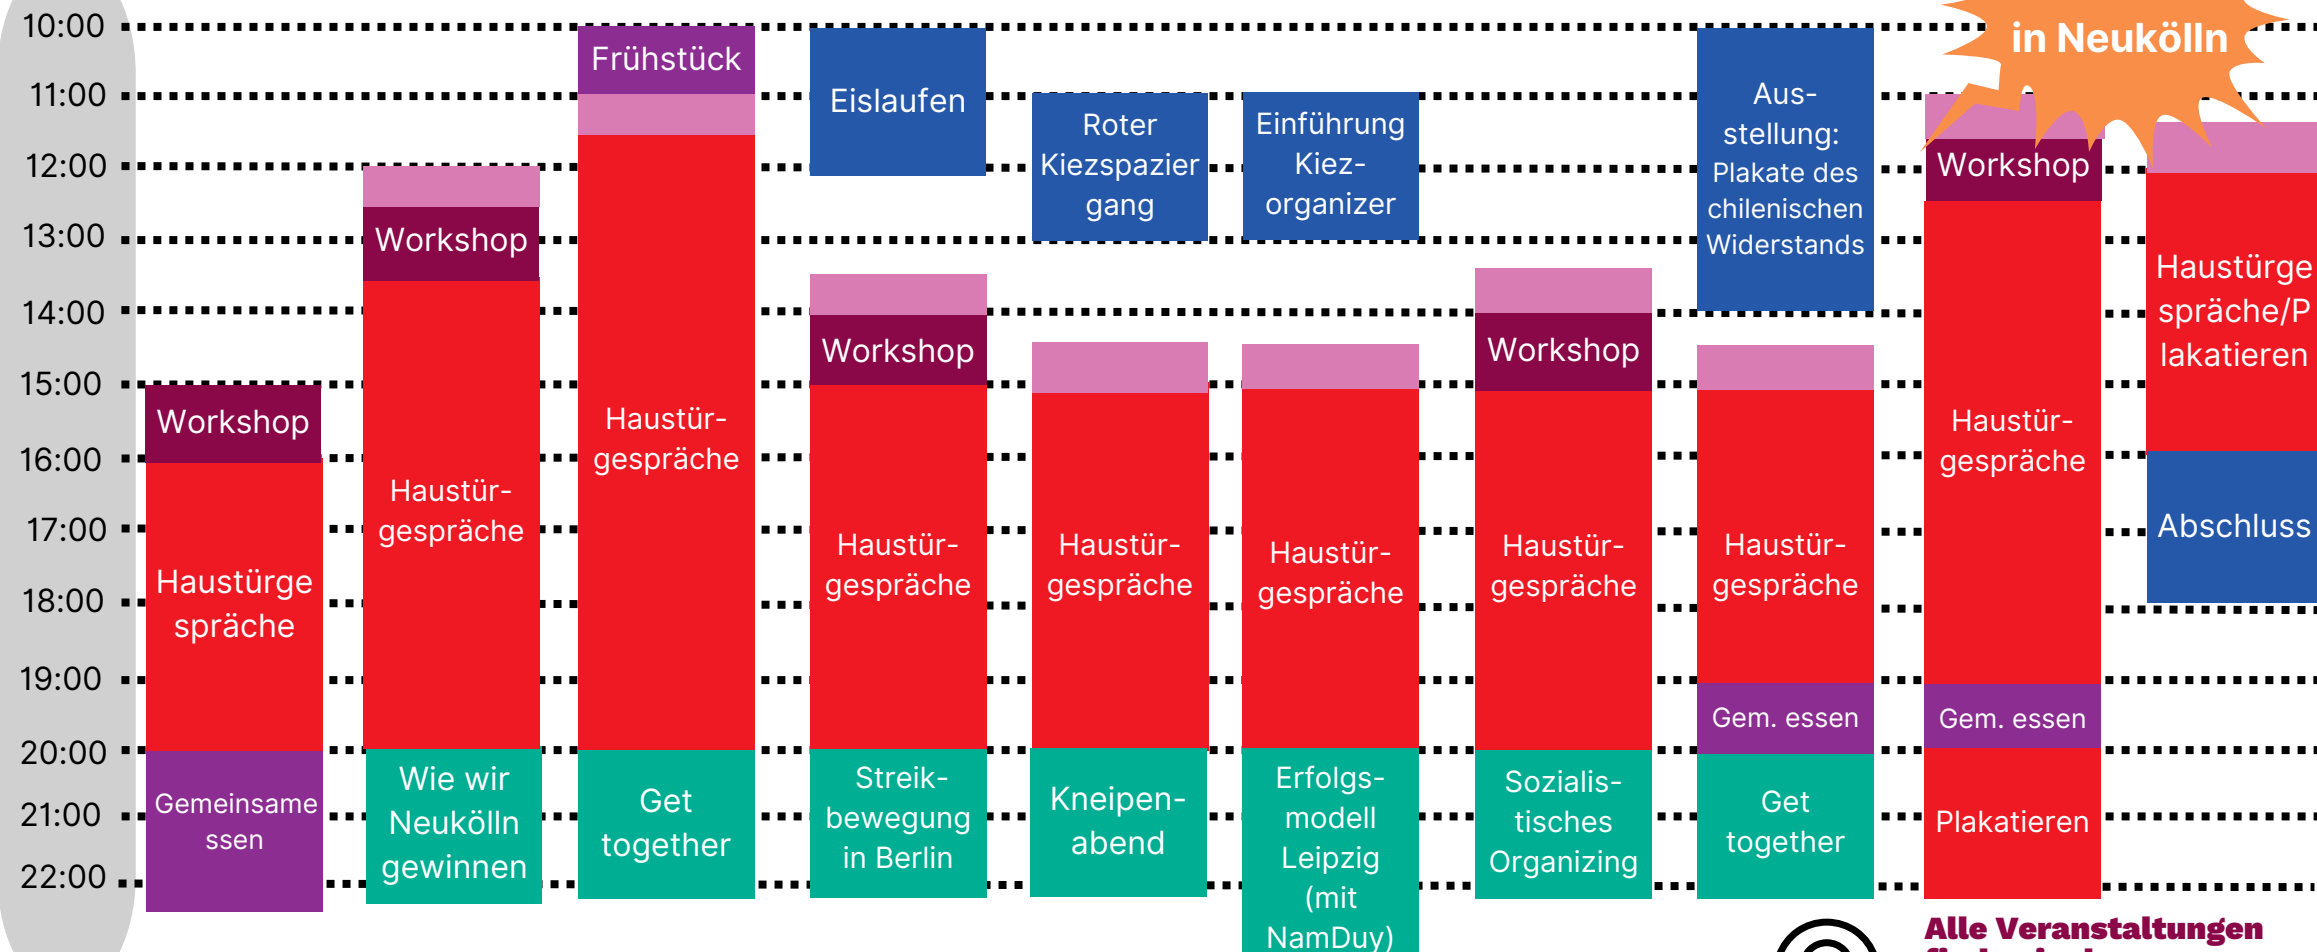 10:00
11:00
12:00
13:00
14:00
15:00
16:00
17:00
18:00
19:00
20:00
21:00
22:00
Workshop
Haustürge
spräche
Gemeinsame
ssen
Workshop
Haustür-
gespräche
Wie wir
Neukölln
gewinnen
Frühstück
Haustür-
gespräche
Get
together
Eislaufen
Workshop
Haustür-
gespräche
Streik-
bewegung
in Berlin
Roter
Kiezspazier
gang
Haustür-
gespräche
Kneipen-
abend
Einführung
Kiez-
organizer
Haustür-
gespräche
Erfolgs-
modell
Leipzig
(mit
NamDuy)
Workshop
Haustür-
gespräche
Sozialis-
tisches
Organizing
Aus-
stellung:
Plakate des
chilenischen
Widerstands
Haustür-
gespräche
Gem. essen
Get
together
in Neukölln
Workshop
Haustür-
gespräche
Gem. essen
Plakatieren
Haustürge
spräche/P
lakatieren
Abschluss
Alle Veranstaltungen